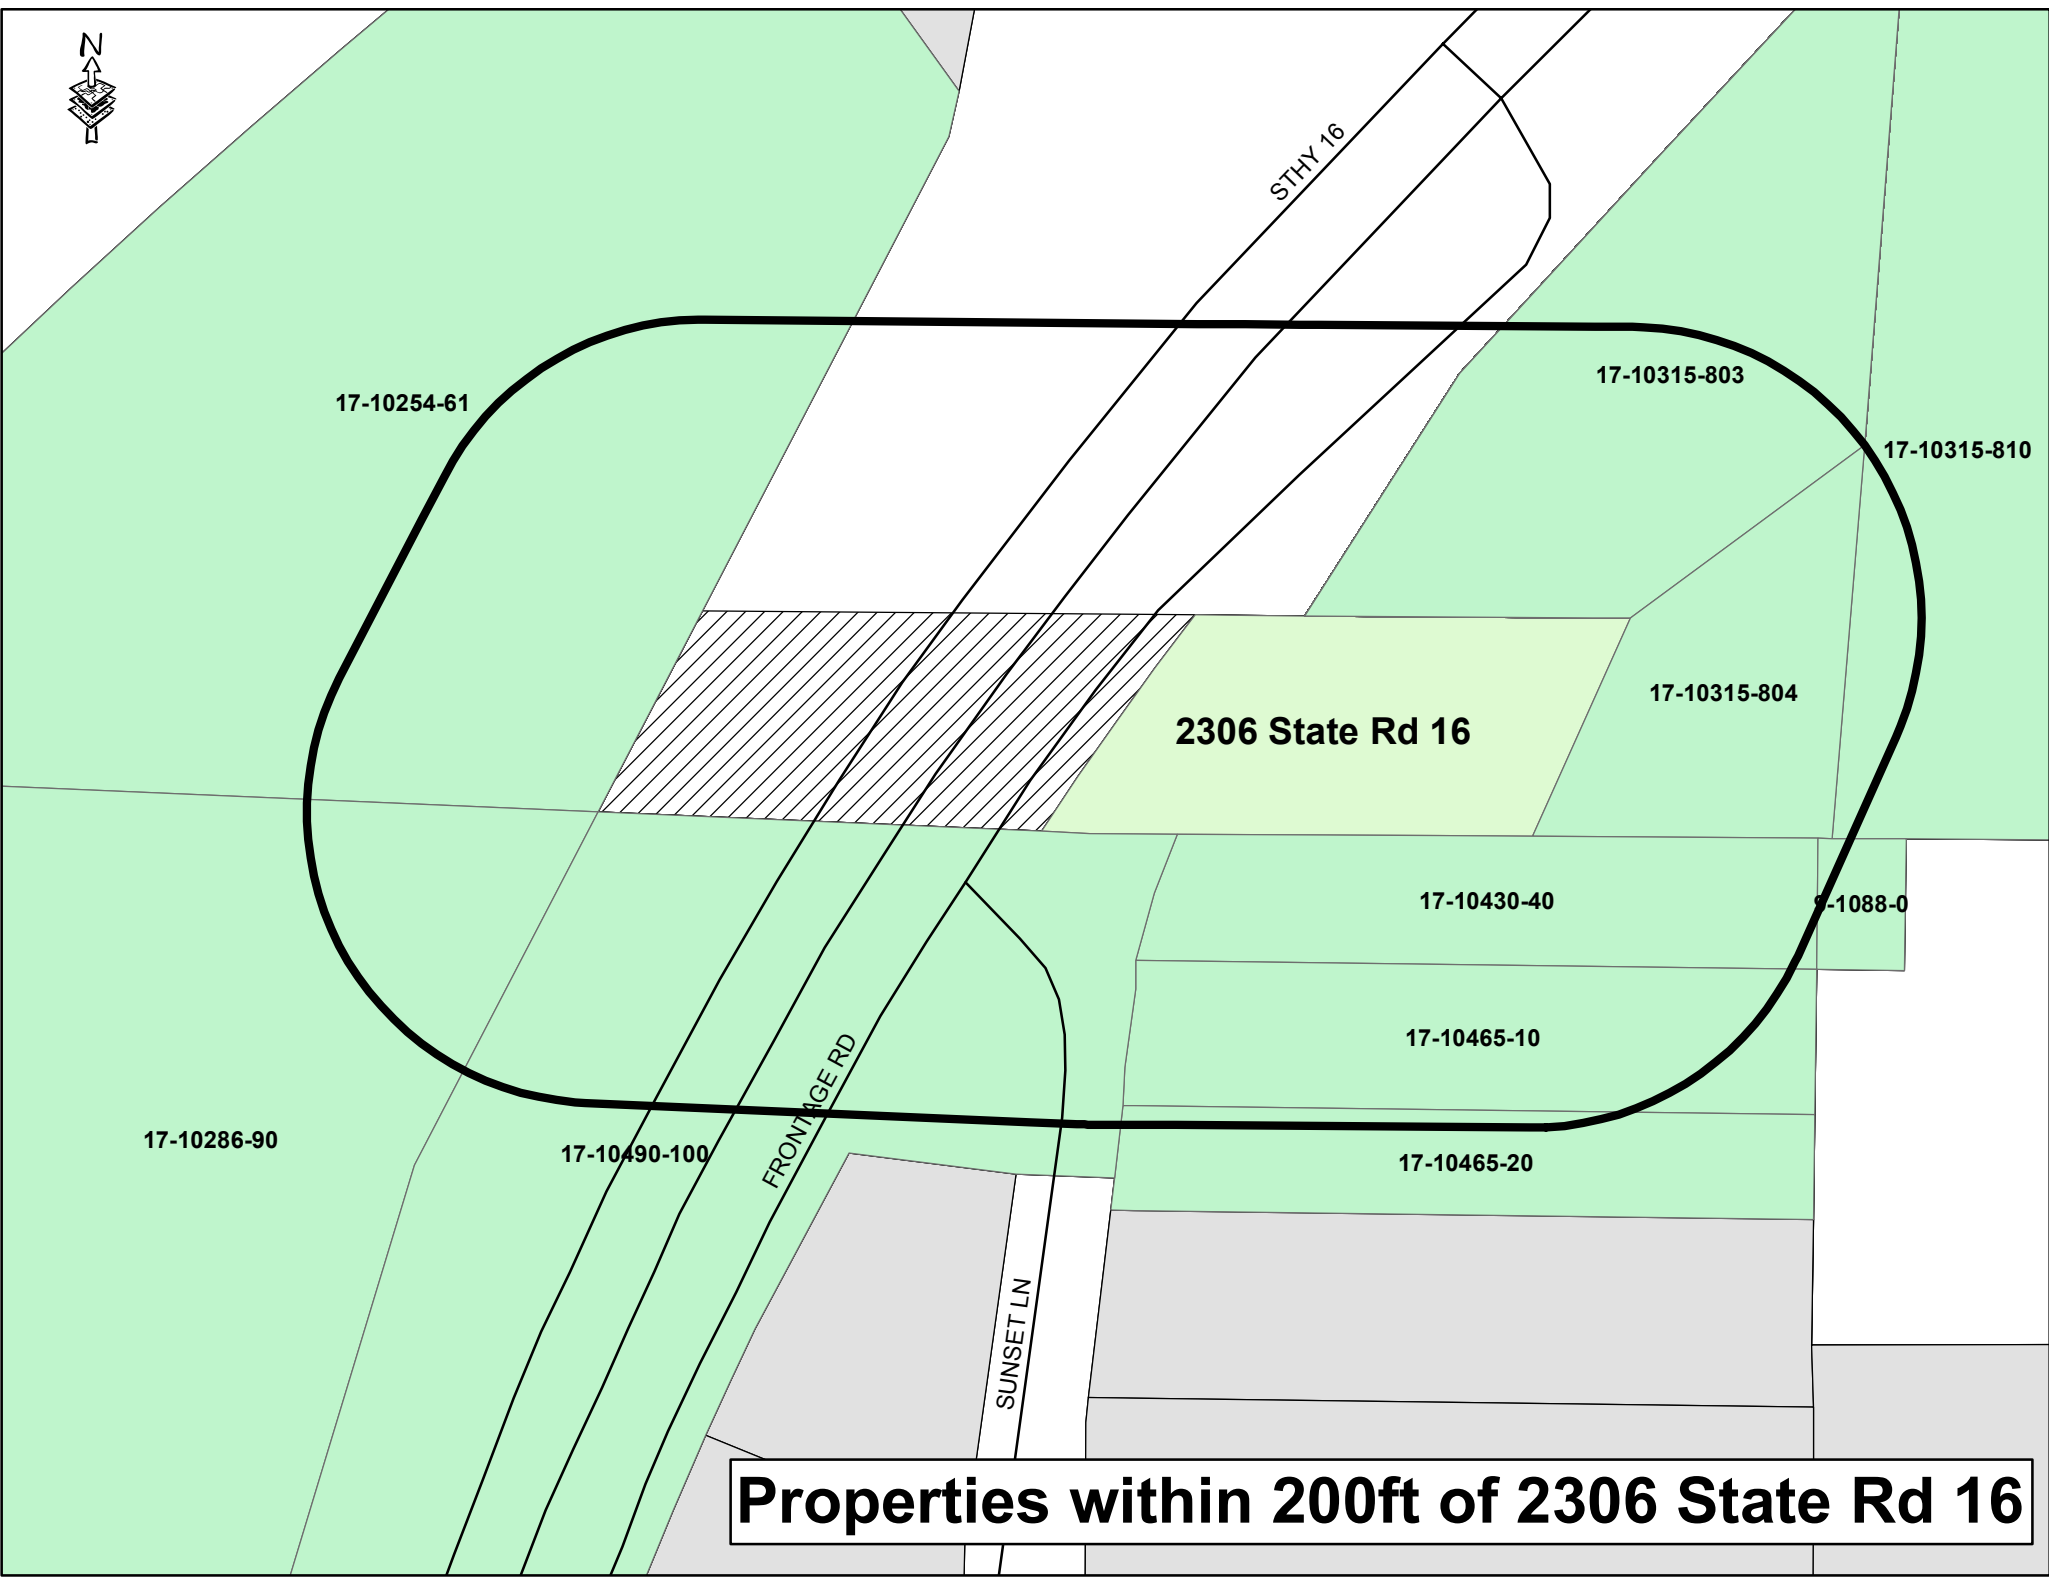 N
STHY 16
17-10315-803
17-10254-61
17-10315-810
17-10315-804
2306 State Rd 16
17-10430-40
9-1088-0
17-10465-10
FRONTAGE RD
17-10286-90
17-10490-100
17-10465-20
SUNSET LN
Properties within 200ft of 2306 State Rd 16